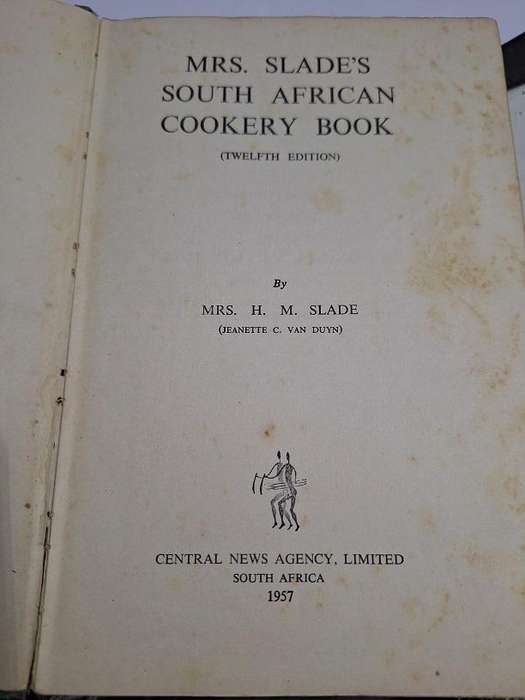 MRS. SLADE'S
SOUTH AFRICAN
COOKERY BOOK
(TWELFTH EDITION)
By
MRS. H. M. SLADE
(JEANETTE C. VAN DUYN)
CENTRAL NEWS AGENCY, LIMITED
SOUTH AFRICA
1957